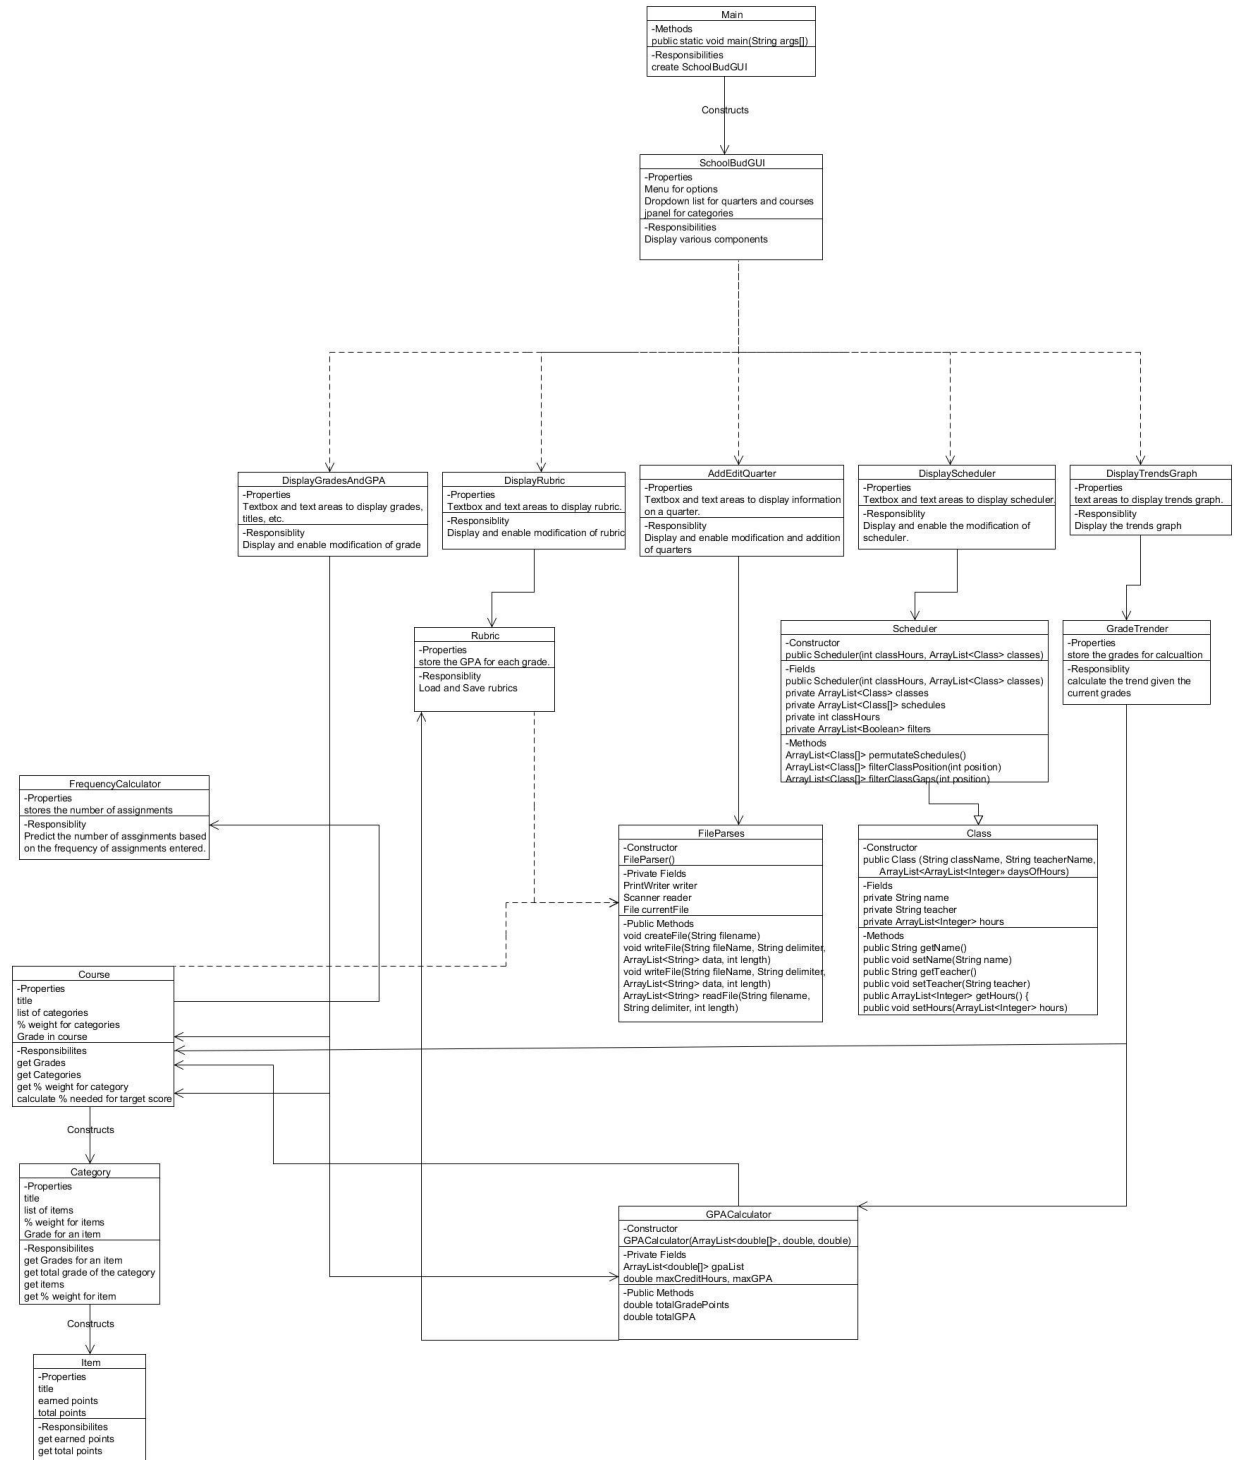 Main
-Methods
public static void main(String args[])
-Responsibilities
create SchoolBudGUI
Constructs
SchoolBudGUI
-Properties
Menu for options
Dropdown list for quarters and courses
jpanel for categories
-Responsibilities
Display various components
DisplayGradesAndGPA
-Properties
Textbox and text areas to display grades,
titles, etc.
-Responsiblity
Display and enable modification of grade
DisplayRubric
-Properties
Textbox and text areas to display rubric.
-Responsiblity
Display and enable modification of rubric
AddEditQuarter
-Properties
Textbox and text areas to display information
on a quarter.
-Responsiblity
Display and enable modification and addition
of quarters
DisplayScheduler
-Properties
Textbox and text areas to display scheduler.
-Responsiblity
Display and enable the modification of
scheduler.
DisplayTrendsGraph
-Properties
text areas to display trends graph.
-Responsiblity
Display the trends graph
Rubric
-Properties
store the GPA for each grade.
-Responsiblity
Load and Save rubrics
Scheduler
-Constructor
public Scheduler(int classHours, ArrayList<Class> classes)
-Fields
public Scheduler(int classHours, ArrayList<Class> classes)
private ArrayList<Class> classes
private ArrayList<Class[]> schedules
private int classHours
private ArrayList<Boolean> filters
-Methods
ArrayList<Class[]> permutateSchedules()
ArrayList<Class[]> filterClassPosition(int position)
ArrayList<Class[]> filterClassGaps(int position)
GradeTrender
-Properties
store the grades for calcualtion
-Responsiblity
calculate the trend given the
current grades
FrequencyCalculator
-Properties
stores the number of assignments
-Responsiblity
Predict the number of assginments based
on the frequency of assignments entered.
FileParses
-Constructor
FileParser()
-Private Fields
PrintWriter writer
Scanner reader
File currentFile
-Public Methods
void createFile(String filename)
void writeFile(String fileName, String delimiter,
ArrayList<String> data, int length)
void writeFile(String fileName, String delimiter,
ArrayList<String> data, int length)
ArrayList<String> readFile(String filename,
String delimiter, int length)
Class
-Constructor
public Class (String className, String teacherName,
ArrayList<ArrayList<Integer>> daysOfHours)
-Fields
private String name
private String teacher
private ArrayList<Integer> hours
-Methods
public String getName()
public void setName(String name)
public String getTeacher()
public void setTeacher(String teacher)
public ArrayList<Integer> getHours() {
public void setHours(ArrayList<Integer> hours)
Course
-Properties
title
list of categories
% weight for categories
Grade in course
-Responsibilites
get Grades
get Categories
get % weight for category
calculate % needed for target score
Constructs
Category
-Properties
title
list of items
% weight for items
Grade for an item
-Responsibilites
get Grades for an item
get total grade of the category
get items
get % weight for item
Constructs
GPACalculator
-Constructor
GPACalculator(ArrayList<double[]>, double, double)
-Private Fields
ArrayList<double[]> gpaList
double maxCreditHours, maxGPA
-Public Methods
double totalGradePoints
double totalGPA
Item
-Properties
title
earned points
total points
-Responsibilites
get earned points
get total points